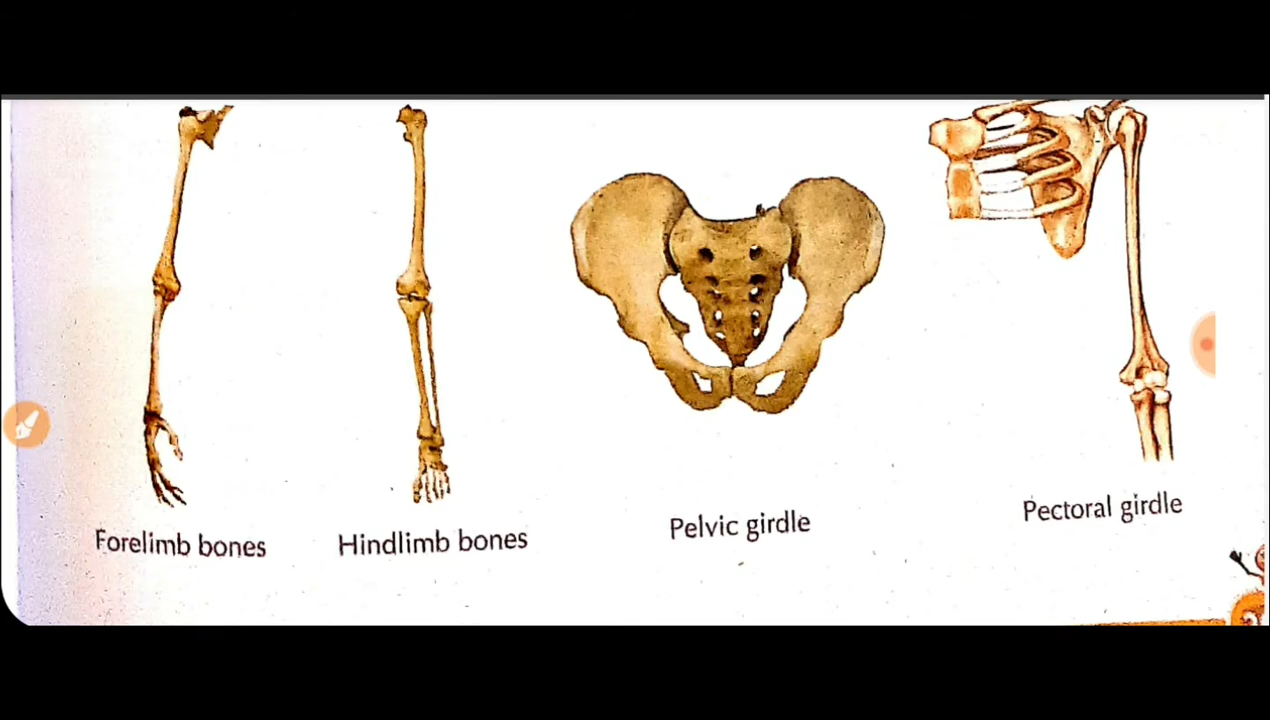 Forelimb bones
Hindlimb bones
Pelvic girdle
Pectoral girdle